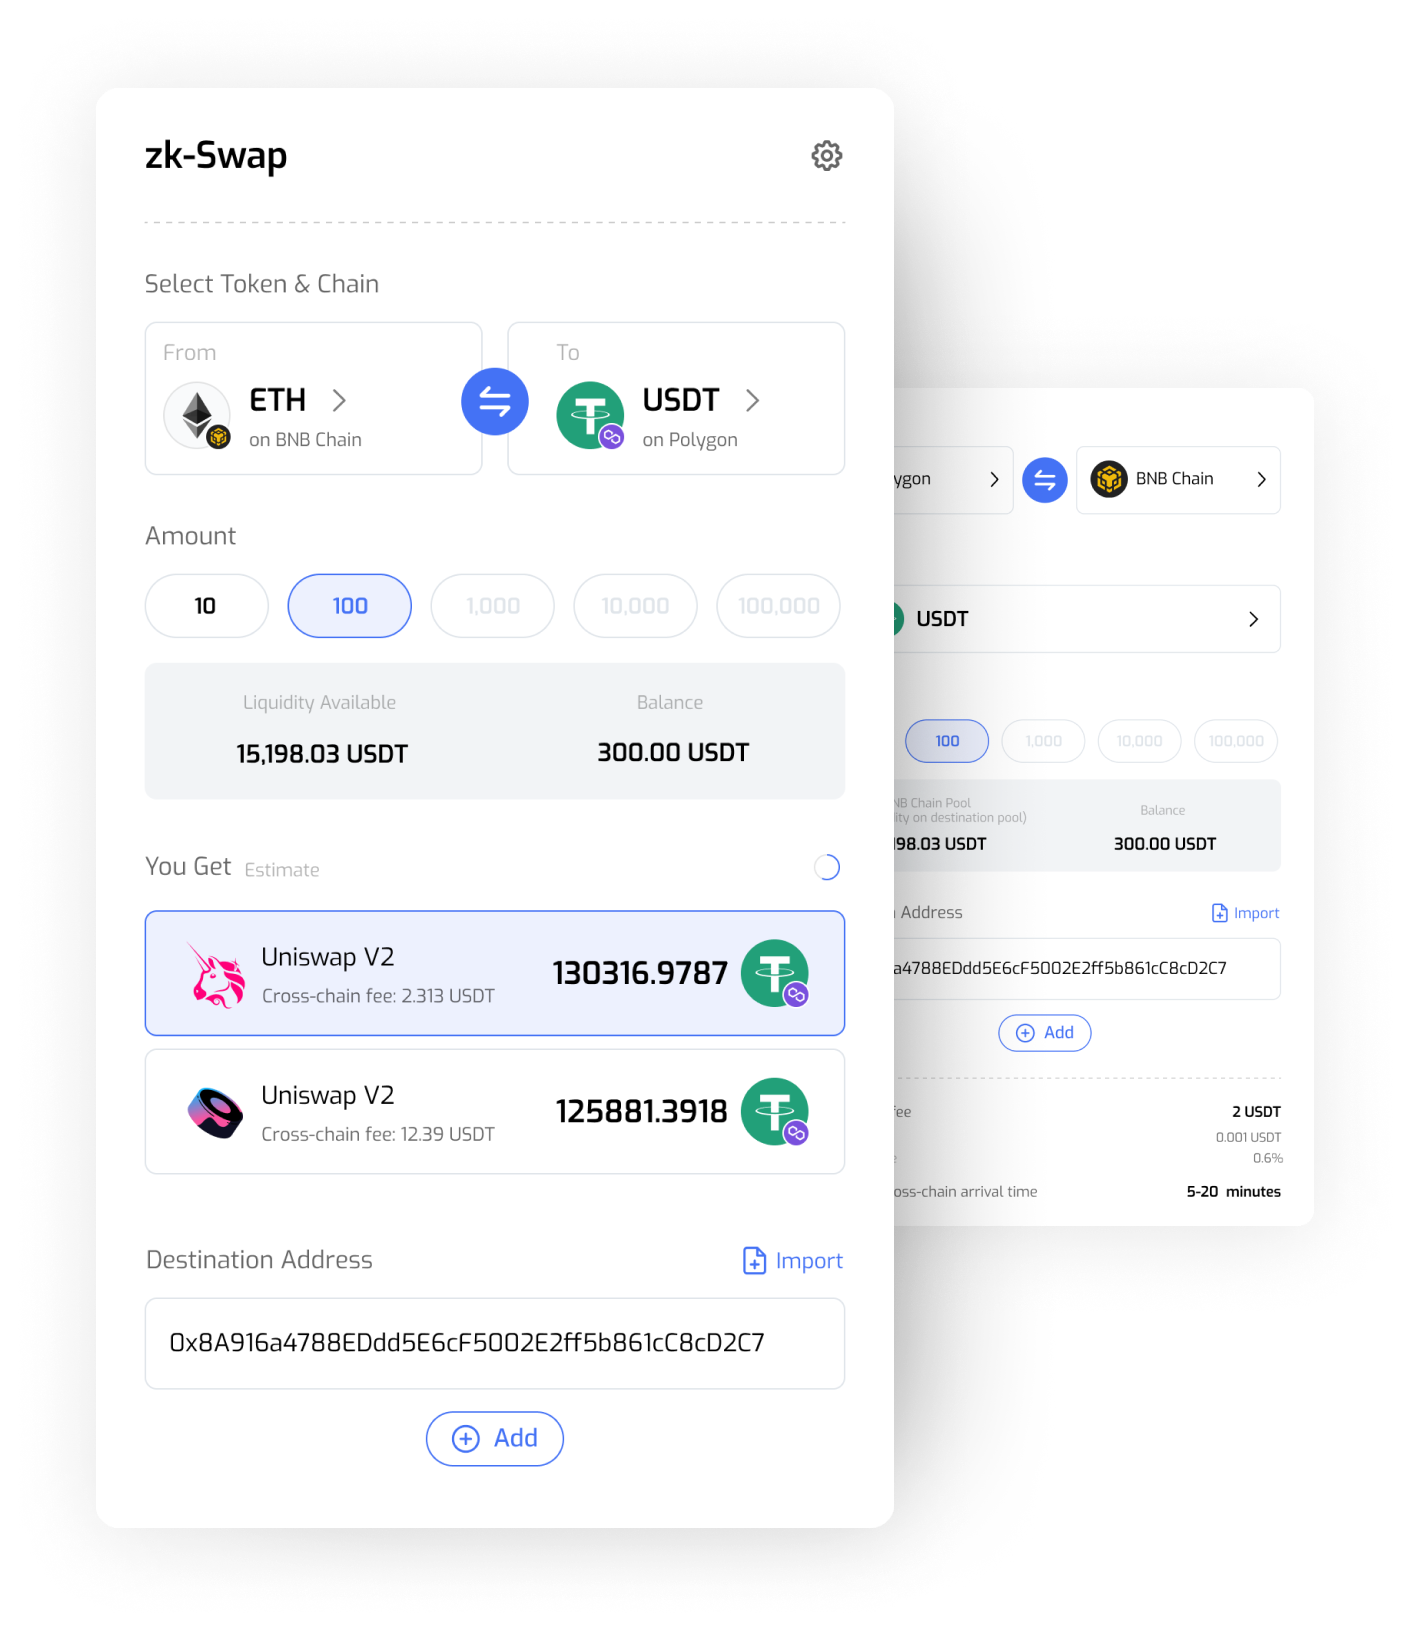 zk-Swap
Select Token & Chain
From
ETH
on BNB Chain
To
USDT
on Polygon
Amount
10
100
1,000
10,000
100,000
Liquidity Available
15,198.03 USDT
Balance
300.00 USDT
You Get Estimate
Uniswap V2
Cross-chain fee: 2.313 USDT
130316.9787
Uniswap V2
Cross-chain fee: 12.39 USDT
125881.3918
Destination Address
Import
0x8A916a4788EDdd5E6cF5002E2ff5b861cC8cD2C7
Add
ygon
BNB Chain
USDT
100
1,000
10,000
100,000
NB Chain Pool
ity on destination pool)
198.03 USDT
Balance
300.00 USDT
Address
Import
a4788EDdd5E6cF5002E2ff5b861cC8cD2C7
Add
ee
2 USDT
0.001 USDT
0.6%
oss-chain arrival time
5-20 minutes